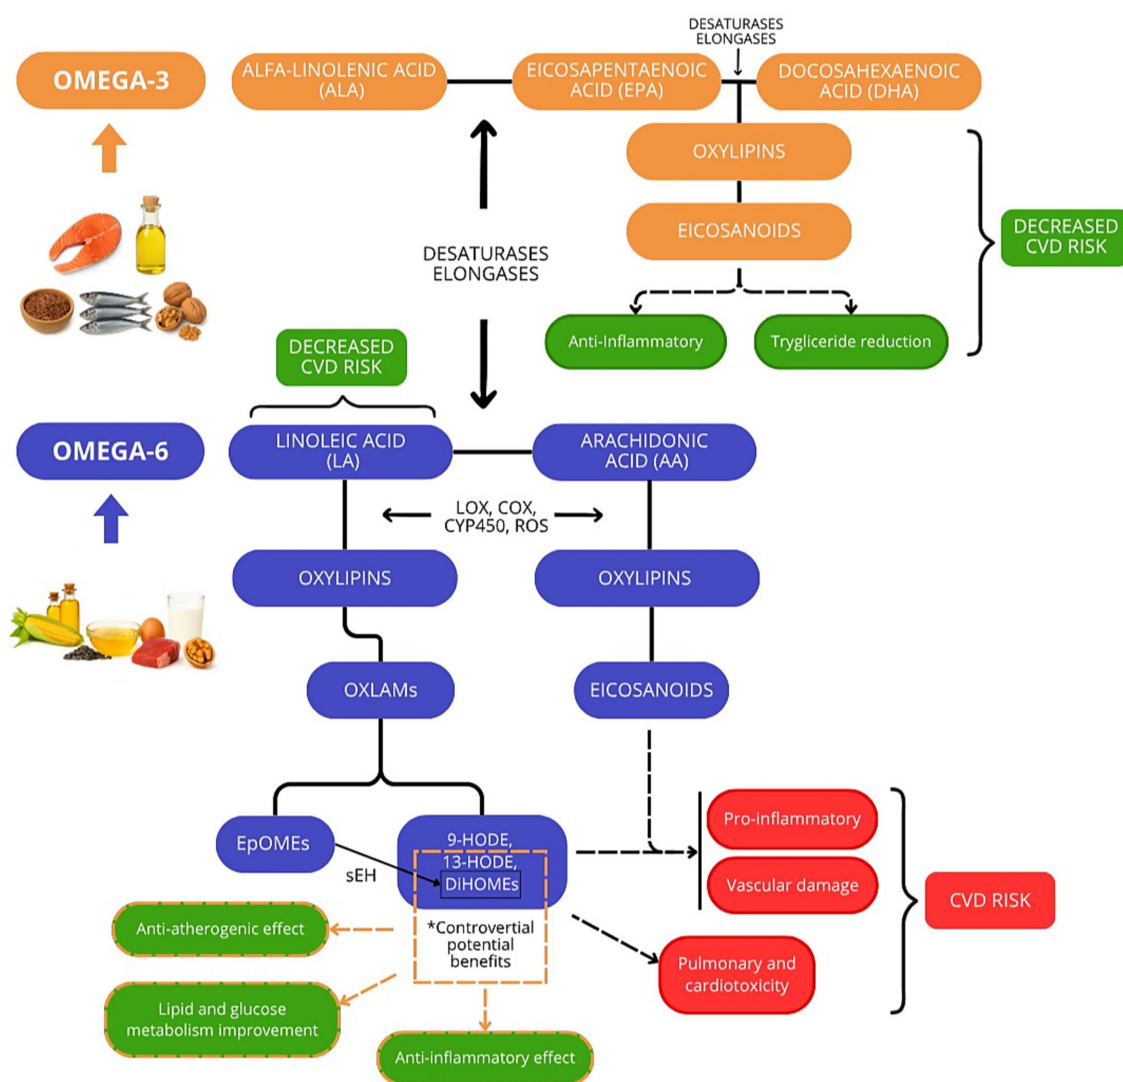 DESATURASES
ELONGASES
OMEGA-3
ALFA-LINOLENIC ACID
(ALA)
EICOSAPENTAENOIC
ACID (EPA)
DOCOSAHEXAENOIC
ACID (DHA)
OXYLIPINS
EICOSANOIDS
DECREASED
CVD RISK
DESATURASES
ELONGASES
Anti-Inflammatory
Trygliceride reduction
DECREASED
CVD RISK
OMEGA-6
LINOLEIC ACID
(LA)
ARACHIDONIC
ACID (AA)
LOX, COX,
CYP450, ROS
OXYLIPINS
OXYLIPINS
OXLAMs
EICOSANOIDS
EpOMEs
sEH
9-HODE,
13-HODE,
DiHOMEs
Pro-inflammatory
Vascular damage
CVD RISK
Anti-atherogenic effect
*Controvertial
potential
benefits
Pulmonary and
cardiotoxicity
Lipid and glucose
metabolism improvement
Anti-inflammatory effect